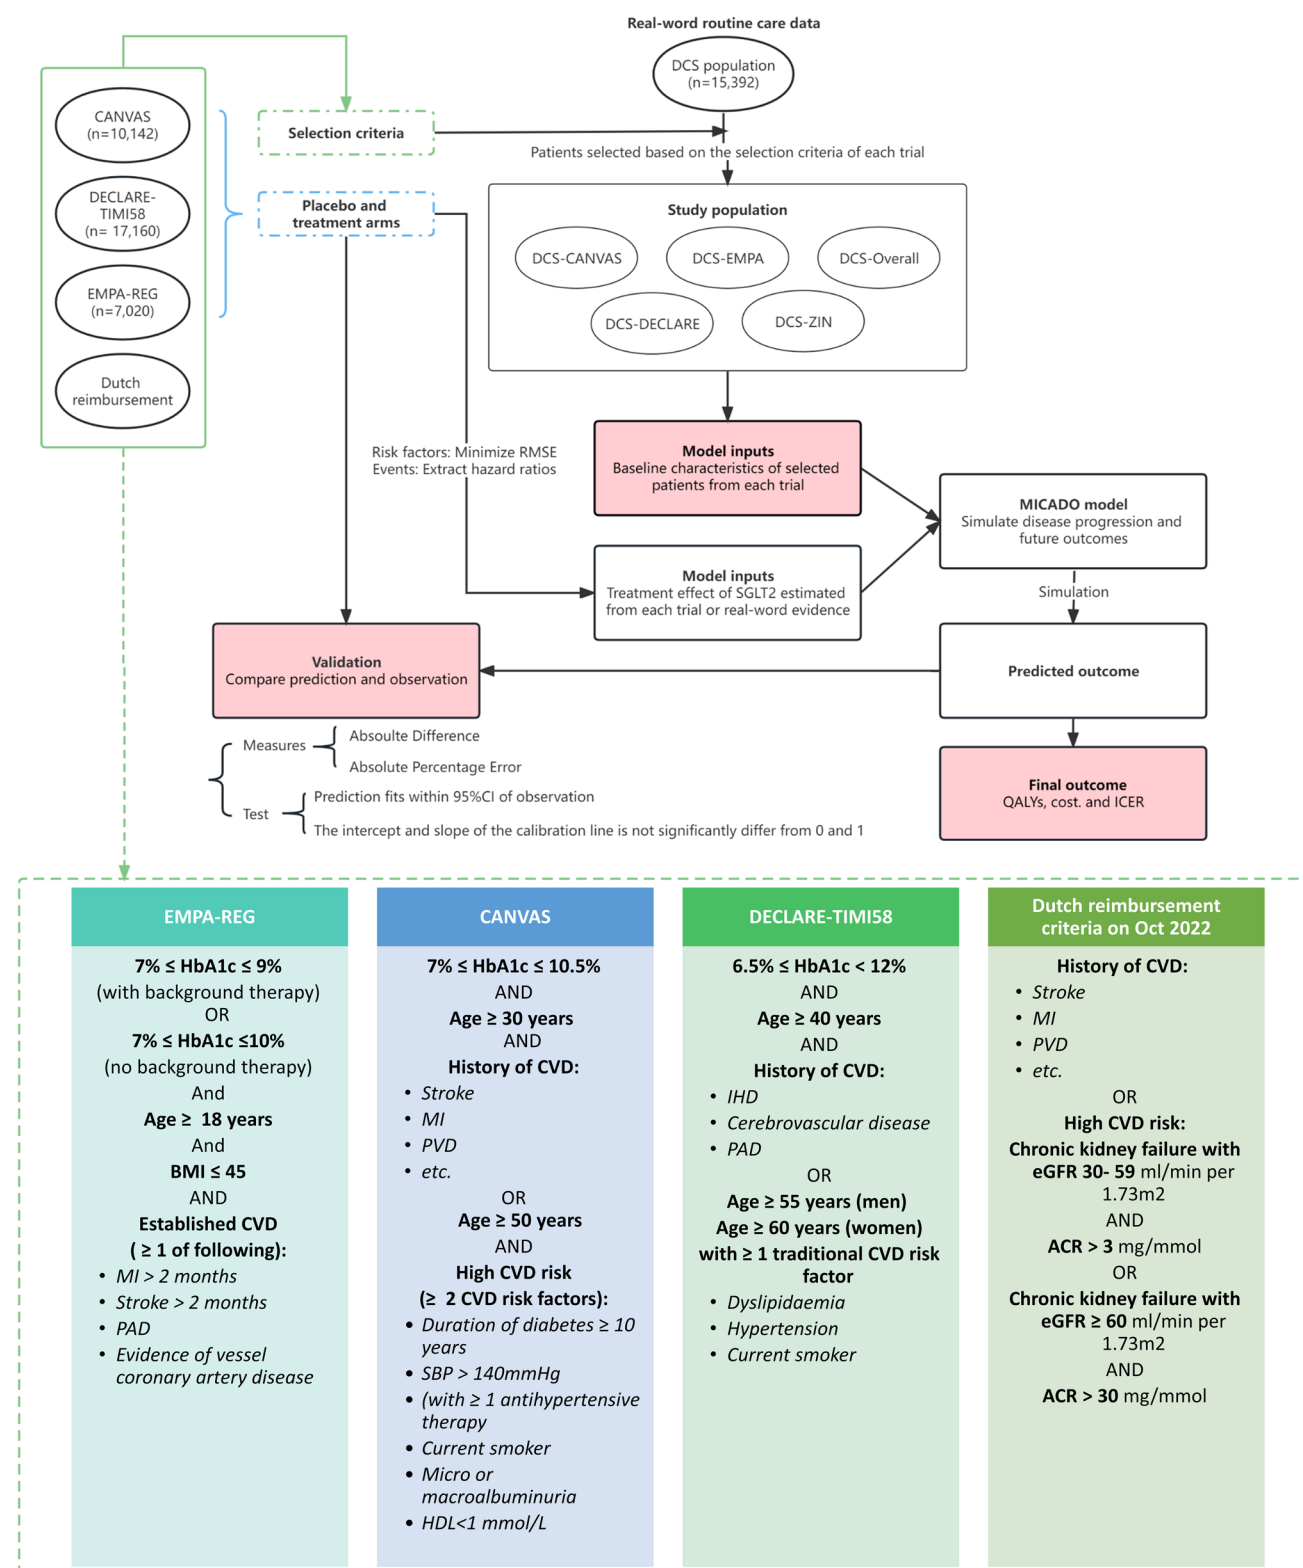 Real-word routine care data
DCS population
(n=15,392)
CANVAS
(n=10,142)
DECLARE-
TIMI58
(n= 17,160)
EMPA-REG
(n=7,020)
Dutch
reimbursement
Selection criteria
Placebo and
treatment arms
Patients selected based on the selection criteria of each trial
Study population
DCS-CANVAS
DCS-EMPA
DCS-Overall
DCS-DECLARE
DCS-ZIN
Risk factors: Minimize RMSE
Events: Extract hazard ratios
Model inputs
Baseline characteristics of selected
patients from each trial
Model inputs
Treatment effect of SGLT2 estimated
from each trial or real-word evidence
MICADO model
Simulate disease progression and
future outcomes
Simulation
Predicted outcome
Validation
Compare prediction and observation
Final outcome
QALYs, cost. and ICER
Measures
Absoulte Difference
Absolute Percentage Error
Test
Prediction fits within 95%CI of observation
The intercept and slope of the calibration line is not significantly differ from 0 and 1
EMPA-REG
7% ≤ HbA1c ≤ 9%
(with background therapy)
OR
7% ≤ HbA1c ≤10%
(no background therapy)
And
Age ≥ 18 years
And
BMI ≤ 45
AND
Established CVD
( ≥ 1 of following):
• MI > 2 months
• Stroke > 2 months
• PAD
• Evidence of vessel
coronary artery disease
CANVAS
7% ≤ HbA1c ≤ 10.5%
AND
Age ≥ 30 years
AND
History of CVD:
• Stroke
• MI
• PVD
• etc.
OR
Age ≥ 50 years
AND
High CVD risk
(≥ 2 CVD risk factors):
• Duration of diabetes ≥ 10
years
• SBP > 140mmHg
• (with ≥ 1 antihypertensive
therapy
• Current smoker
• Micro or
macroalbuminuria
• HDL<1 mmol/L
DECLARE-TIMI58
6.5% ≤ HbA1c < 12%
AND
Age ≥ 40 years
AND
History of CVD:
• IHD
• Cerebrovascular disease
• PAD
OR
Age ≥ 55 years (men)
Age ≥ 60 years (women)
with ≥ 1 traditional CVD risk
factor
• Dyslipidaemia
• Hypertension
• Current smoker
Dutch reimbursement
criteria on Oct 2022
History of CVD:
• Stroke
• MI
• PVD
• etc.
OR
High CVD risk:
Chronic kidney failure with
eGFR 30- 59 ml/min per
1.73m2
AND
ACR > 3 mg/mmol
OR
Chronic kidney failure with
eGFR ≥ 60 ml/min per
1.73m2
AND
ACR > 30 mg/mmol